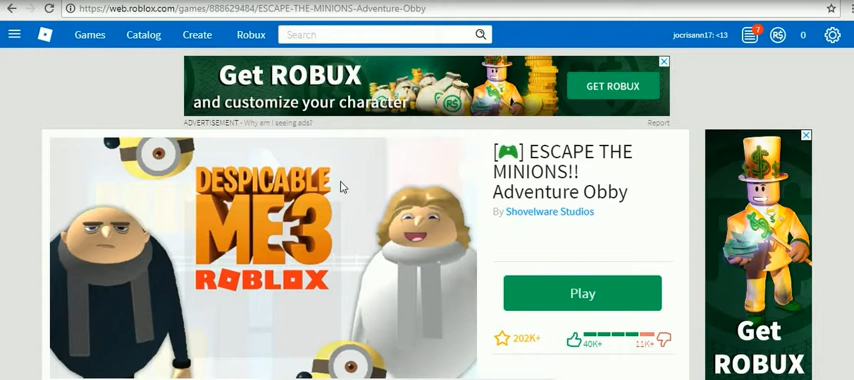 https://web.roblox.com/games/888629484/ESCAPE-THE-MINIONS-Adventure-Obby
Games Catalog Create Robux Search jocrisann17: <13 7 0
Get ROBUX
and customize your character
GET ROBUX
ADVERTISEMENT - Why am I seeing ads? Report
DESPICABLE
ME3
ROBLOX
[🎮] ESCAPE THE
MINIONS!!
Adventure Obby
By Shovelware Studios
Play
202K+ 40K+ 11K+
Get
ROBUX